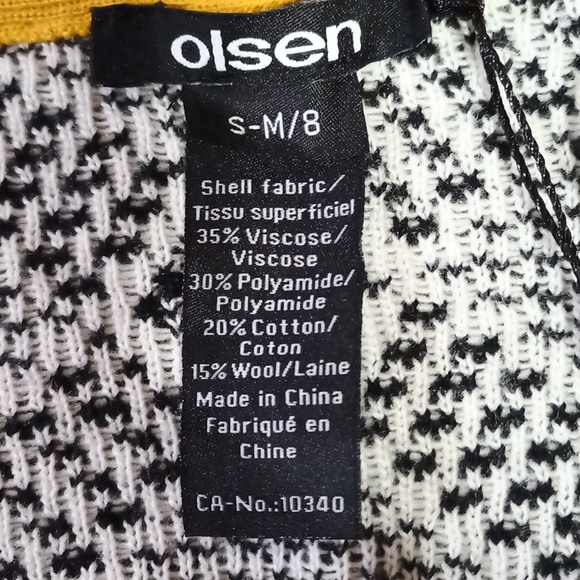 olsen
S-M/8
Shell fabric/
Tissu superficiel
35% Viscose/
Viscose
30% Polyamide/
Polyamide
20% Cotton/
Coton
15% Wool/Laine
Made in China
Fabriqué en
Chine
CA-No.:10340